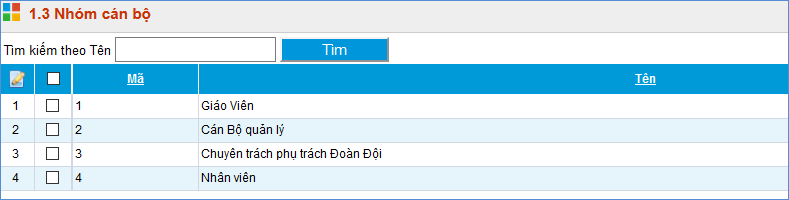 1.3 Nhóm cán bộ
Tìm kiếm theo Tên Tìm
Mã Tên
1 1 Giáo Viên
2 2 Cán Bộ quản lý
3 3 Chuyên trách phụ trách Đoàn Đội
4 4 Nhân viên